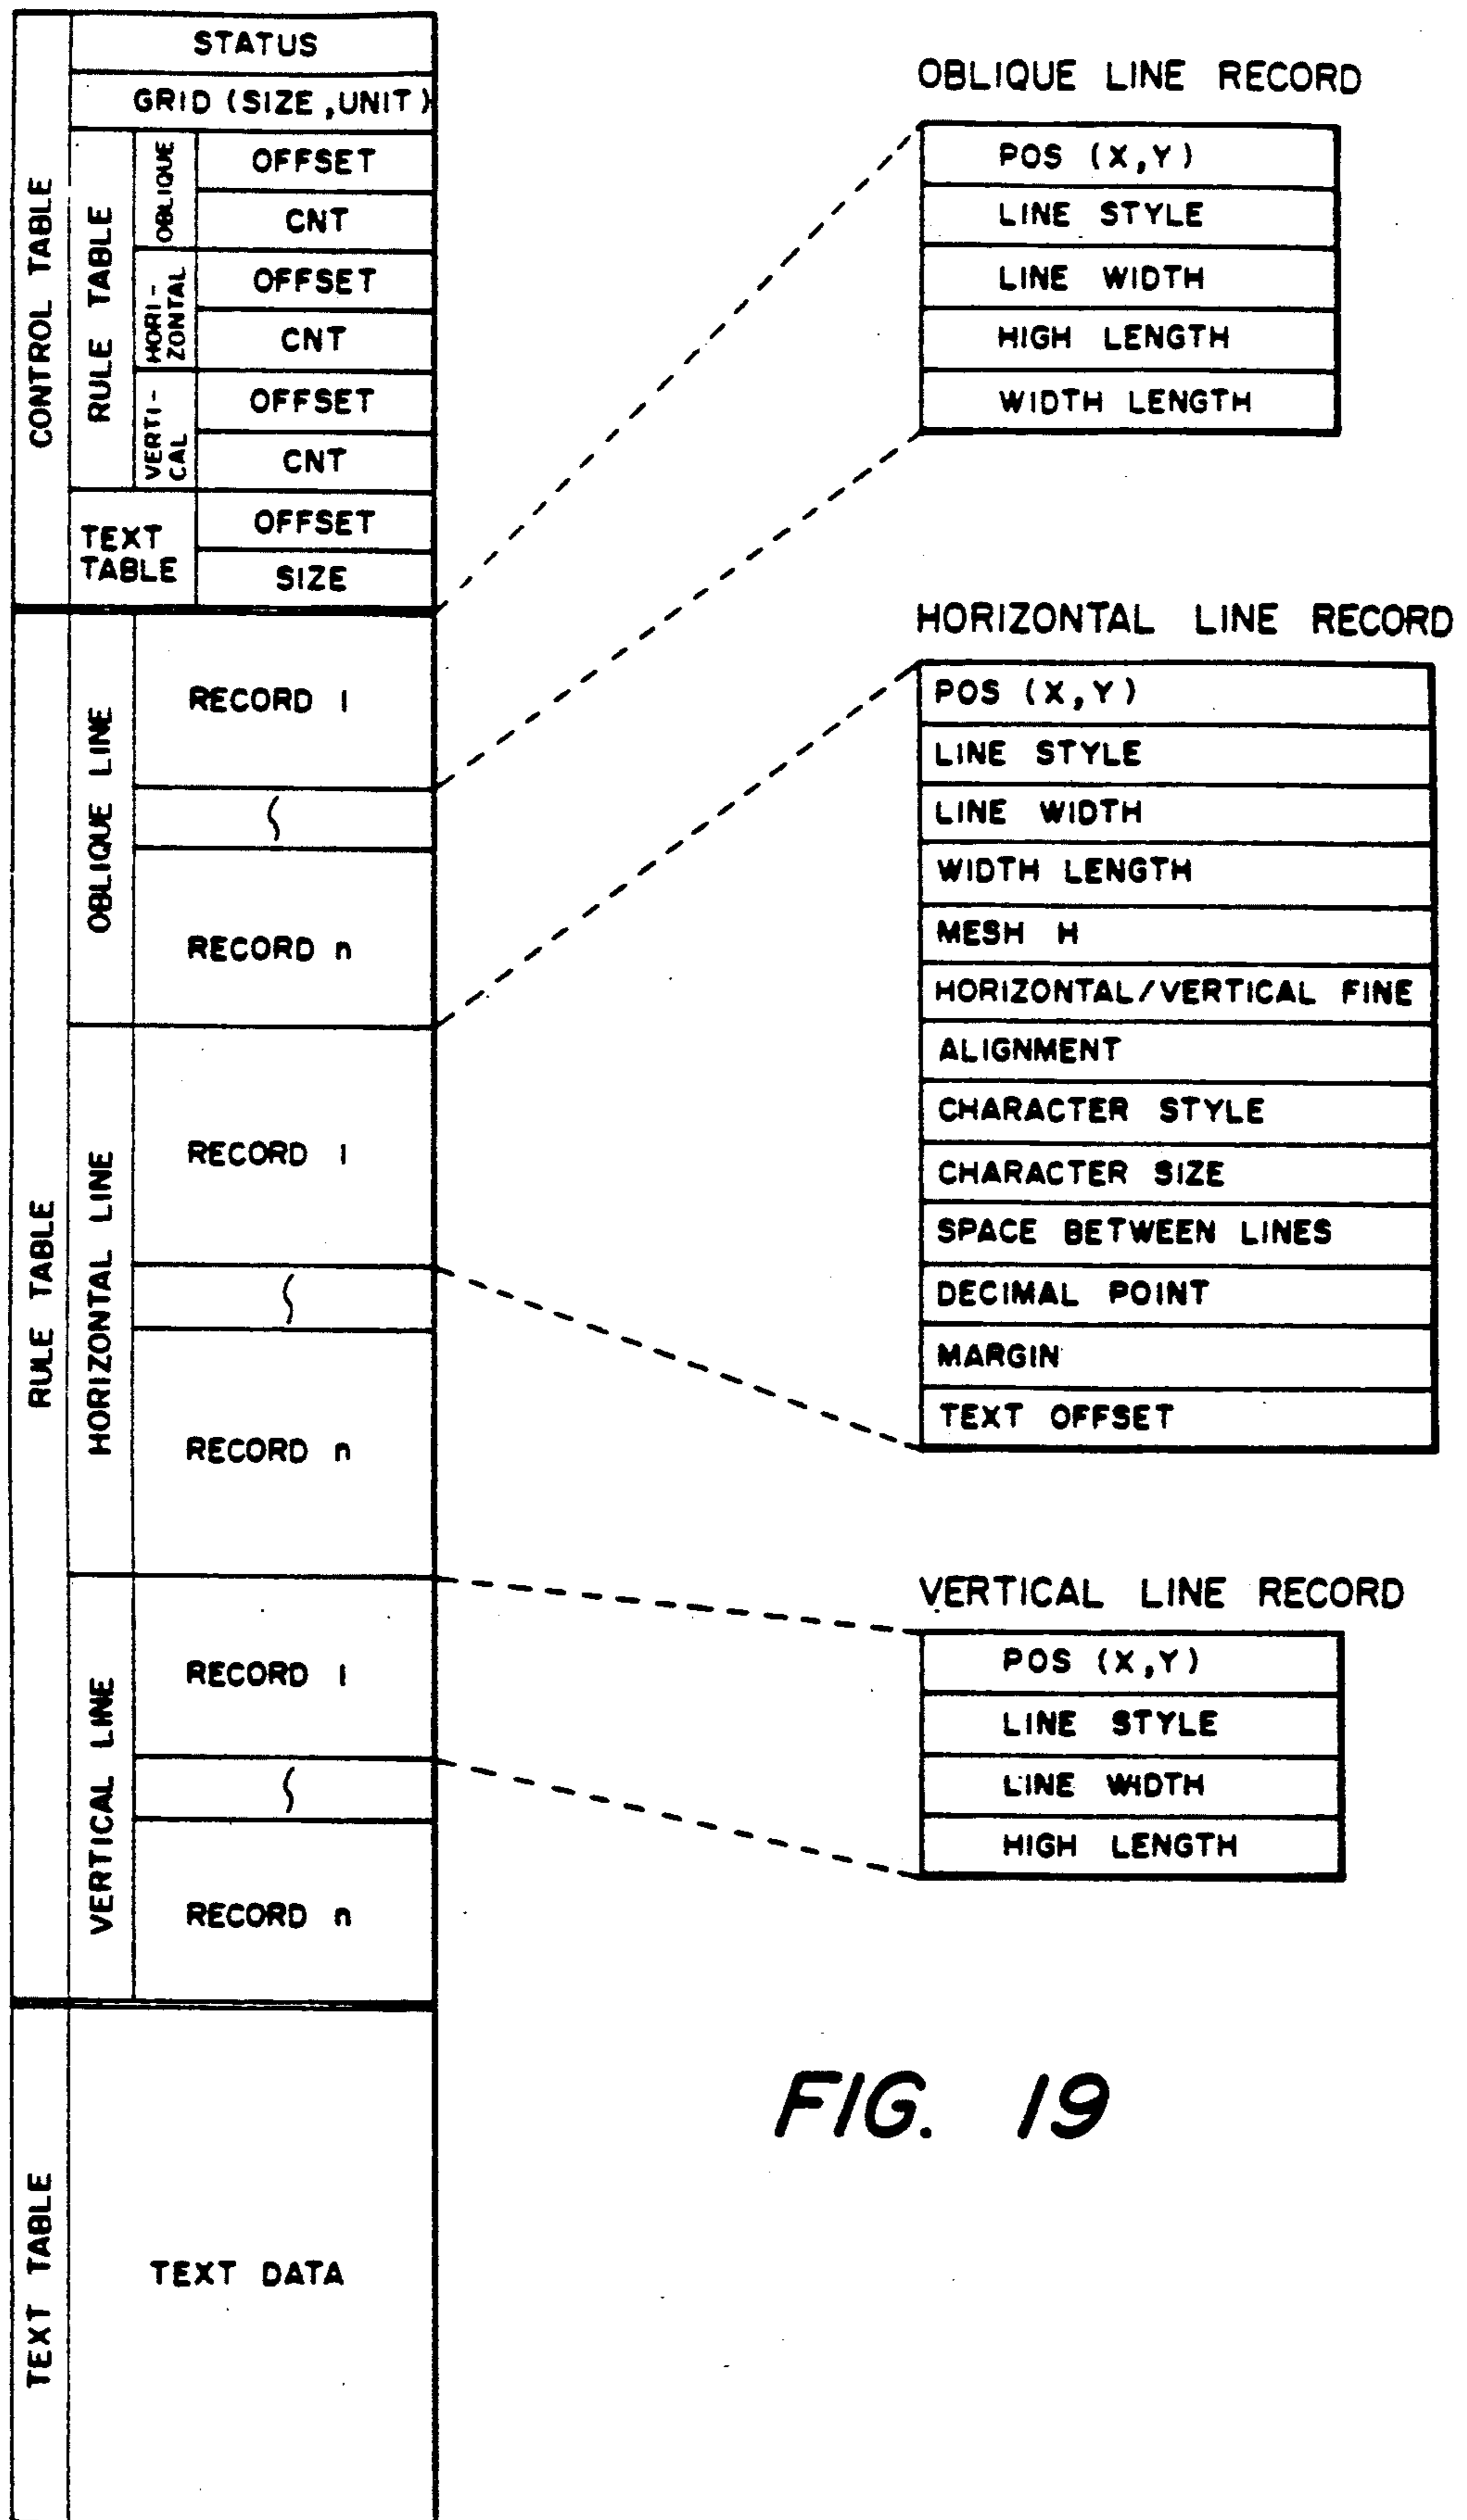 CONTROL TABLE
STATUS
GRID (SIZE, UNIT)
RULE TABLE
OBLIQUE
OFFSET
CNT
HORI-
ZONTAL
OFFSET
CNT
VERTI-
CAL
OFFSET
CNT
TEXT
TABLE
OFFSET
SIZE
RULE TABLE
OBLIQUE LINE
RECORD 1
RECORD n
HORIZONTAL LINE
RECORD 1
RECORD n
VERTICAL LINE
RECORD 1
RECORD n
TEXT TABLE
TEXT DATA
OBLIQUE LINE RECORD
POS (X,Y)
LINE STYLE
LINE WIDTH
HIGH LENGTH
WIDTH LENGTH
HORIZONTAL LINE RECORD
POS (X,Y)
LINE STYLE
LINE WIDTH
WIDTH LENGTH
MESH H
HORIZONTAL/VERTICAL FINE
ALIGNMENT
CHARACTER STYLE
CHARACTER SIZE
SPACE BETWEEN LINES
DECIMAL POINT
MARGIN
TEXT OFFSET
VERTICAL LINE RECORD
POS (X,Y)
LINE STYLE
LINE WIDTH
HIGH LENGTH
FIG. 19